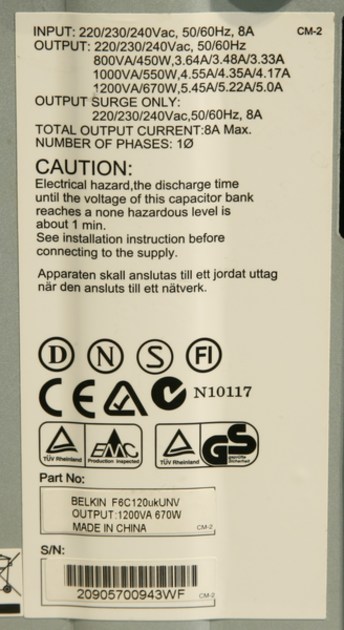 INPUT: 220/230/240Vac, 50/60Hz, 8A CM-2
OUTPUT: 220/230/240Vac, 50/60Hz
800VA/450W,3.64A/3.48A/3.33A
1000VA/550W,4.55A/4.35A/4.17A
1200VA/670W,5.45A/5.22A/5.0A
OUTPUT SURGE ONLY:
220/230/240Vac,50/60Hz, 8A
TOTAL OUTPUT CURRENT:8A Max.
NUMBER OF PHASES: 1Ø
CAUTION:
Electrical hazard,the discharge time
until the voltage of this capacitor bank
reaches a none hazardous level is
about 1 min.
See installation instruction before
connecting to the supply.
Apparaten skall anslutas till ett jordat uttag
när den ansluts till ett nätverk.
D N S FI
CE N10117
TÜV Rheinland EMC Production inspected TÜV Rheinland GS geprüfte Sicherheit
Part No:
BELKIN F6C120ukUNV
OUTPUT:1200VA 670W
MADE IN CHINA CM-2
S/N:
20905700943WF CM-2